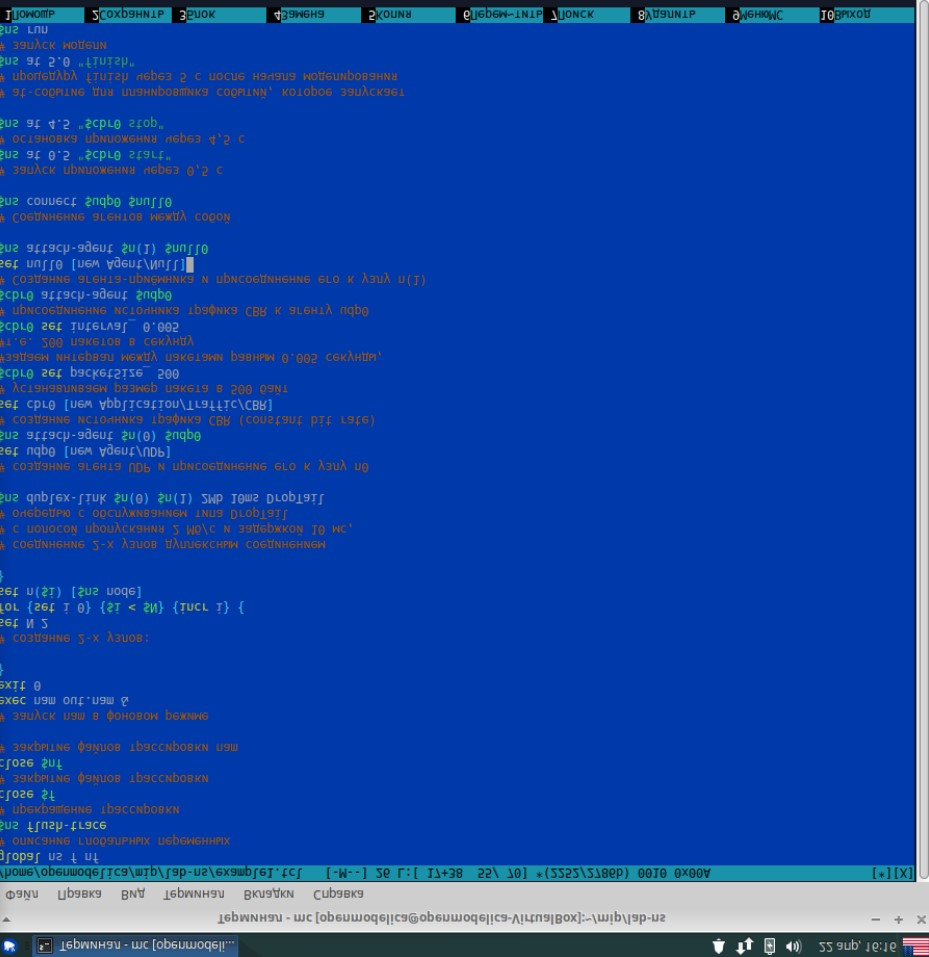 Терминал - mc [openmodeli...
22 апр, 16:16
Терминал - mc [openmodelica@openmodelica-VirtualBox]:~/mip/lab-ns
Файл Правка Вид Терминал Вкладки Справка
/home/openmodelica/mip/lab-ns/example1.tcl [-M--] 26 L:[ 17+38 55/ 70] *(2252/2786b) 0010 0x00A [*][X]
global ns f nf
# описание глобальных переменных
$ns flush-trace
# прекращение трассировки
close $f
# закрытие файлов трассировки
close $nf
# закрытие файлов трассировки nam

# запуск nam в фоновом режиме
exec nam out.nam &
exit 0
}

# создание 2-х узлов:
set N 2
for {set i 0} {$i < $N} {incr i} {
set n($i) [$ns node]
}

# соединение 2-х узлов дуплексным соединением
# с полосой пропускания 2 Мб/с и задержкой 10 мс,
# очередью с обслуживанием типа DropTail
$ns duplex-link $n(0) $n(1) 2Mb 10ms DropTail

# создание агента UDP и присоединение его к узлу n0
set udp0 [new Agent/UDP]
$ns attach-agent $n(0) $udp0
# создание источника трафика CBR (constant bit rate)
set cbr0 [new Application/Traffic/CBR]
# устанавливаем размер пакета в 500 байт
$cbr0 set packetSize_ 500
#задаем интервал между пакетами равным 0.005 секунды,
#т.е. 200 пакетов в секунду
$cbr0 set interval_ 0.005
# присоединение источника трафика CBR к агенту udp0
$cbr0 attach-agent $udp0
# Создание агента-приёмника и присоединение его к узлу n(1)
set null0 [new Agent/Null]
$ns attach-agent $n(1) $null0

# Соединение агентов между собой
$ns connect $udp0 $null0

# запуск приложения через 0,5 с
$ns at 0.5 "$cbr0 start"
# остановка приложения через 4,5 с
$ns at 4.5 "$cbr0 stop"

# at-событие для планировщика событий, которое запускает
# процедуру finish через 5 с после начала моделирования
$ns at 5.0 "finish"
# запуск модели
$ns run
1Помощь 2Сохранить 3Блок 4Замена 5Копия 6Перем~тить 7Поиск 8Удалить 9МенюMC 10Выход